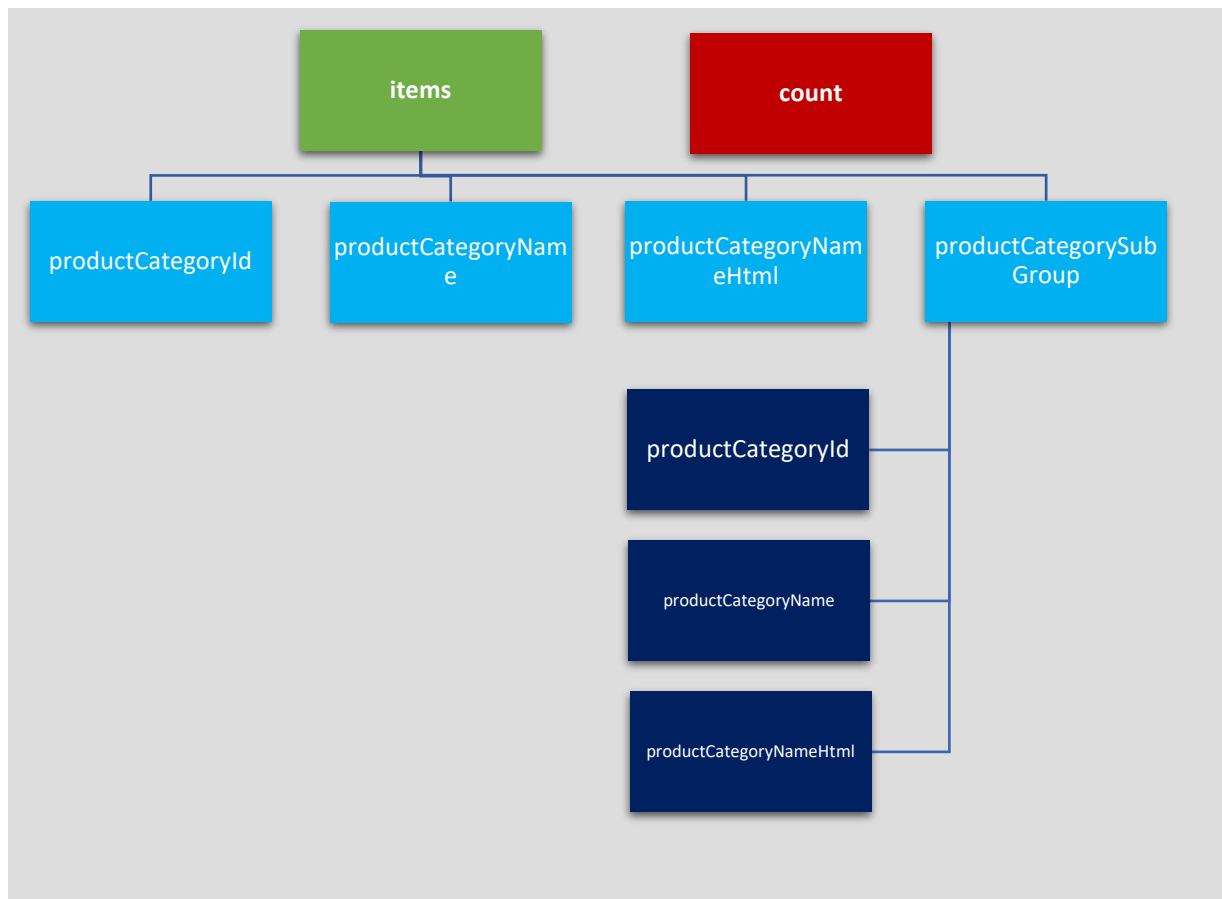 items
count
productCategoryId
productCategoryNam
e
productCategoryNam
eHtml
productCategorySub
Group
productCategoryId
productCategoryName
productCategoryNameHtml